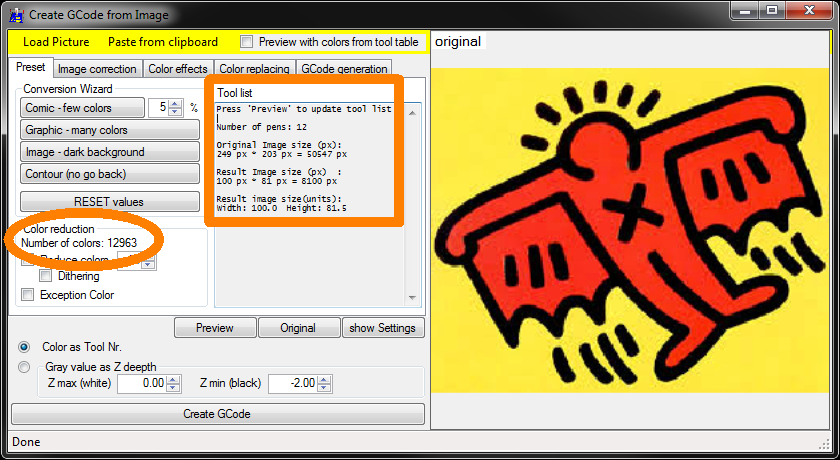 Create GCode from Image
Load Picture Paste from clipboard Preview with colors from tool table
original
Preset Image correction Color effects Color replacing GCode generation
Conversion Wizard
Comic - few colors 5 %
Graphic - many colors
Image - dark background
Contour (no go back)
RESET values
Tool list
Press 'Preview' to update tool list
Number of pens: 12
Original Image size (px):
249 px * 203 px = 50547 px
Result Image size (px) :
100 px * 81 px = 8100 px
Result image size(units):
Width: 100.0 Height: 81.5
Color reduction
Number of colors: 12963
Reduce colors
Dithering
Exception Color
Preview Original show Settings
Color as Tool Nr.
Gray value as Z deepth
Z max (white) 0.00 Z min (black) -2.00
Create GCode
Done